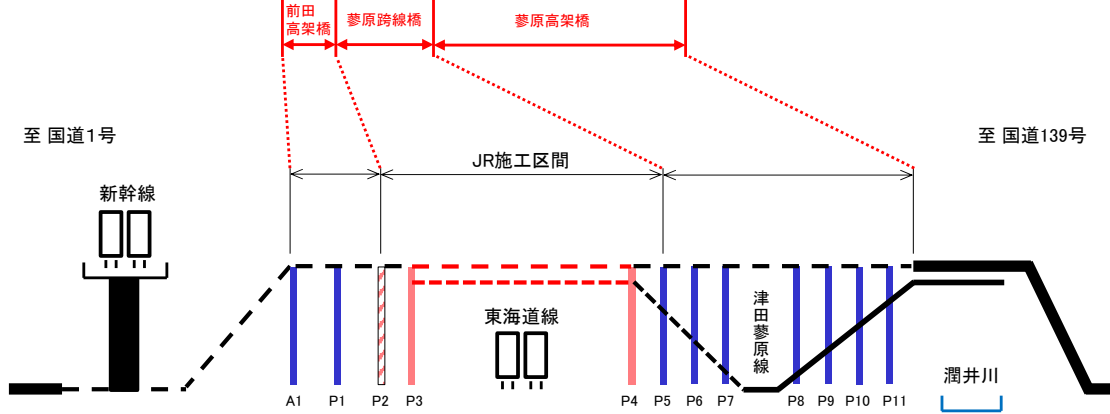 前田
高架橋
蓼原跨線橋
蓼原高架橋
至 国道1号
至 国道139号
JR施工区間
新幹線
東海道線
津田蓼原線
潤井川
A1
P1
P2
P3
P4
P5
P6
P7
P8
P9
P10
P11